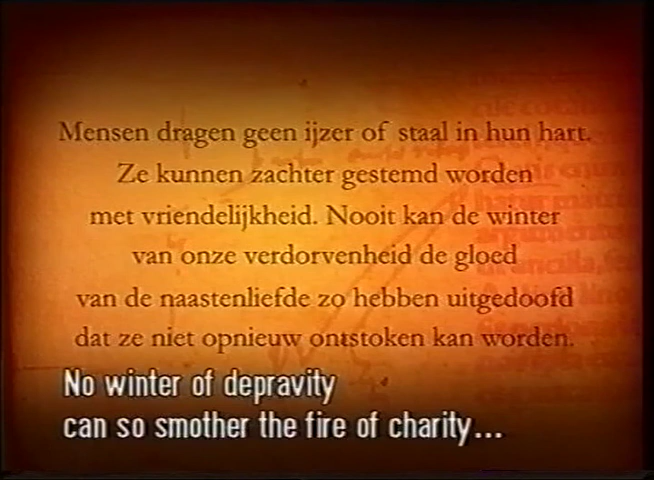 Mensen dragen geen ijzer of staal in hun hart.
Ze kunnen zachter gestemd worden
met vriendelijkheid. Nooit kan de winter
van onze verdorvenheid de gloed
van de naastenliefde zo hebben uitgedoofd
dat ze niet opnieuw ontstoken kan worden.
No winter of depravity
can so smother the fire of charity...